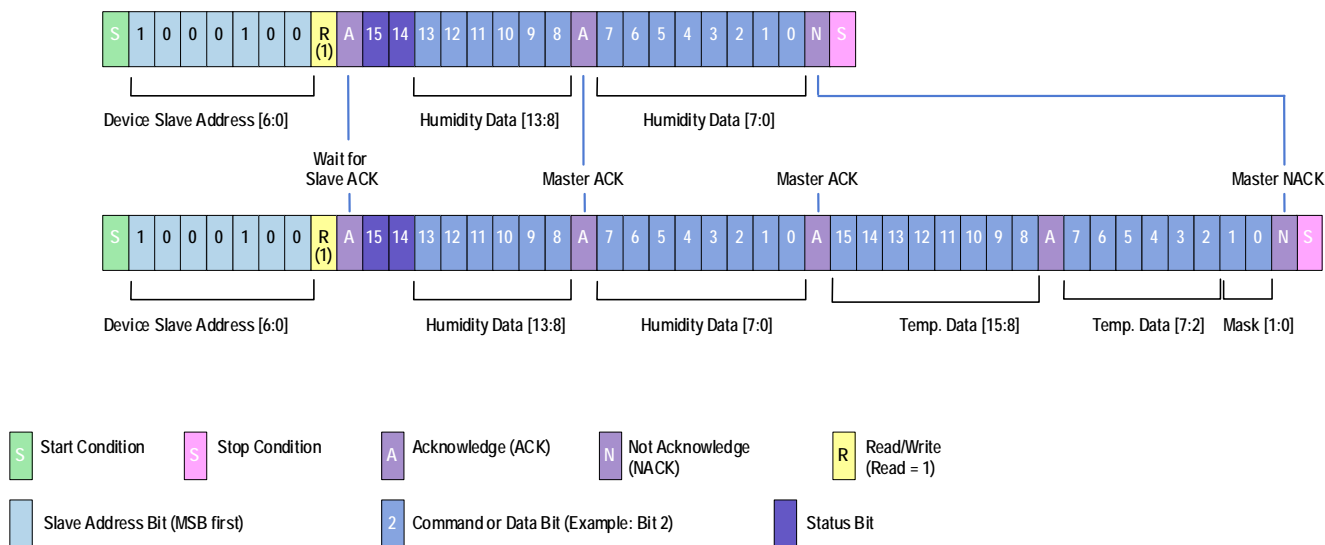 S 1 0 0 0 1 0 0 R (1) A 15 14 13 12 11 10 9 8 A 7 6 5 4 3 2 1 0 N S
Device Slave Address [6:0] Humidity Data [13:8] Humidity Data [7:0]
Wait for
Slave ACK Master ACK Master ACK Master NACK
S 1 0 0 0 1 0 0 R (1) A 15 14 13 12 11 10 9 8 A 7 6 5 4 3 2 1 0 A 15 14 13 12 11 10 9 8 A 7 6 5 4 3 2 1 0 N S
Device Slave Address [6:0] Humidity Data [13:8] Humidity Data [7:0] Temp. Data [15:8] Temp. Data [7:2] Mask [1:0]
S Start Condition S Stop Condition A Acknowledge (ACK) N Not Acknowledge
(NACK) R Read/Write
(Read = 1)
Slave Address Bit (MSB first) 2 Command or Data Bit (Example: Bit 2) Status Bit